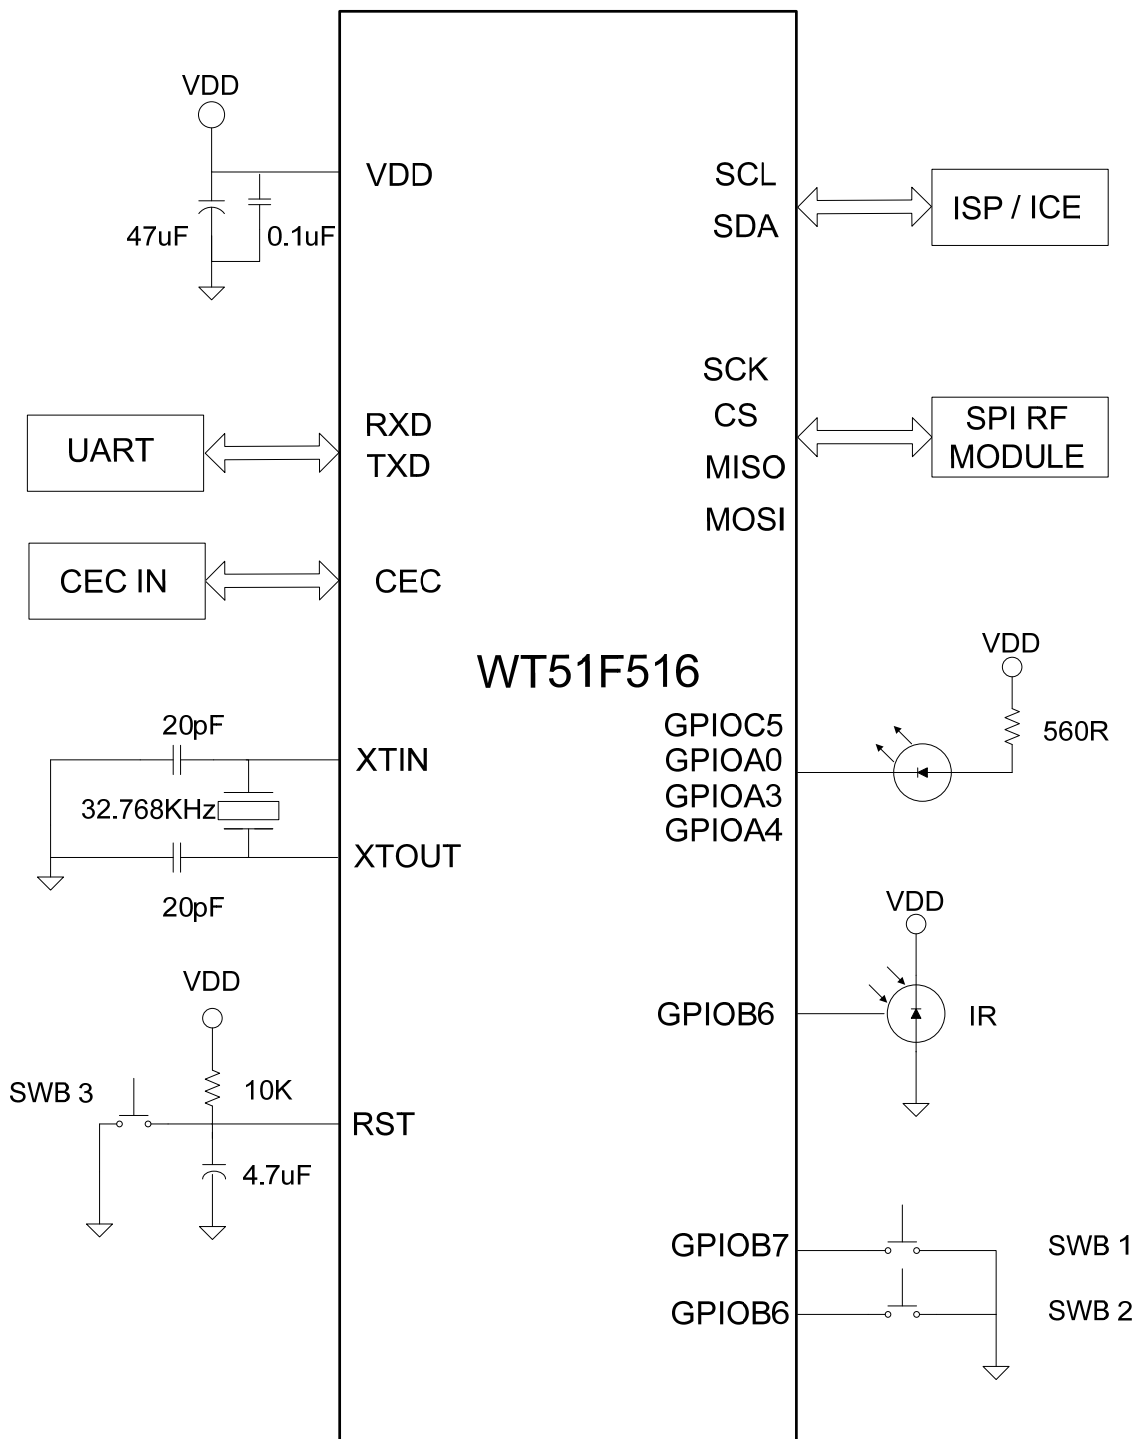 VDD
VDD
47uF
0.1uF
SCL
SDA
ISP / ICE
SCK
CS
MISO
MOSI
SPI RF
MODULE
UART
RXD
TXD
CEC IN
CEC
WT51F516
VDD
560R
GPIOC5
GPIOA0
GPIOA3
GPIOA4
20pF
XTIN
32.768KHz
XTOUT
20pF
VDD
GPIOB6
IR
VDD
SWB 3
10K
RST
4.7uF
GPIOB7
SWB 1
GPIOB6
SWB 2